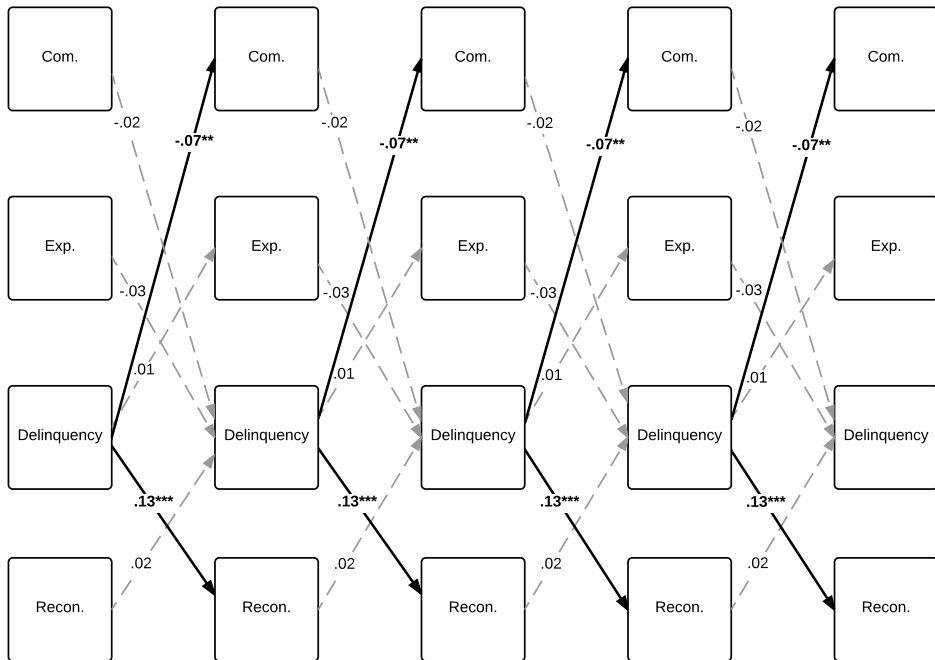 Com.
Com.
Com.
Com.
Com.
-.02
-.02
-.02
-.02
-.07**
-.07**
-.07**
-.07**
Exp.
Exp.
Exp.
Exp.
Exp.
-.03
-.03
-.03
-.03
.01
.01
.01
.01
Delinquency
Delinquency
Delinquency
Delinquency
Delinquency
.13***
.13***
.13***
.13***
.02
.02
.02
.02
Recon.
Recon.
Recon.
Recon.
Recon.